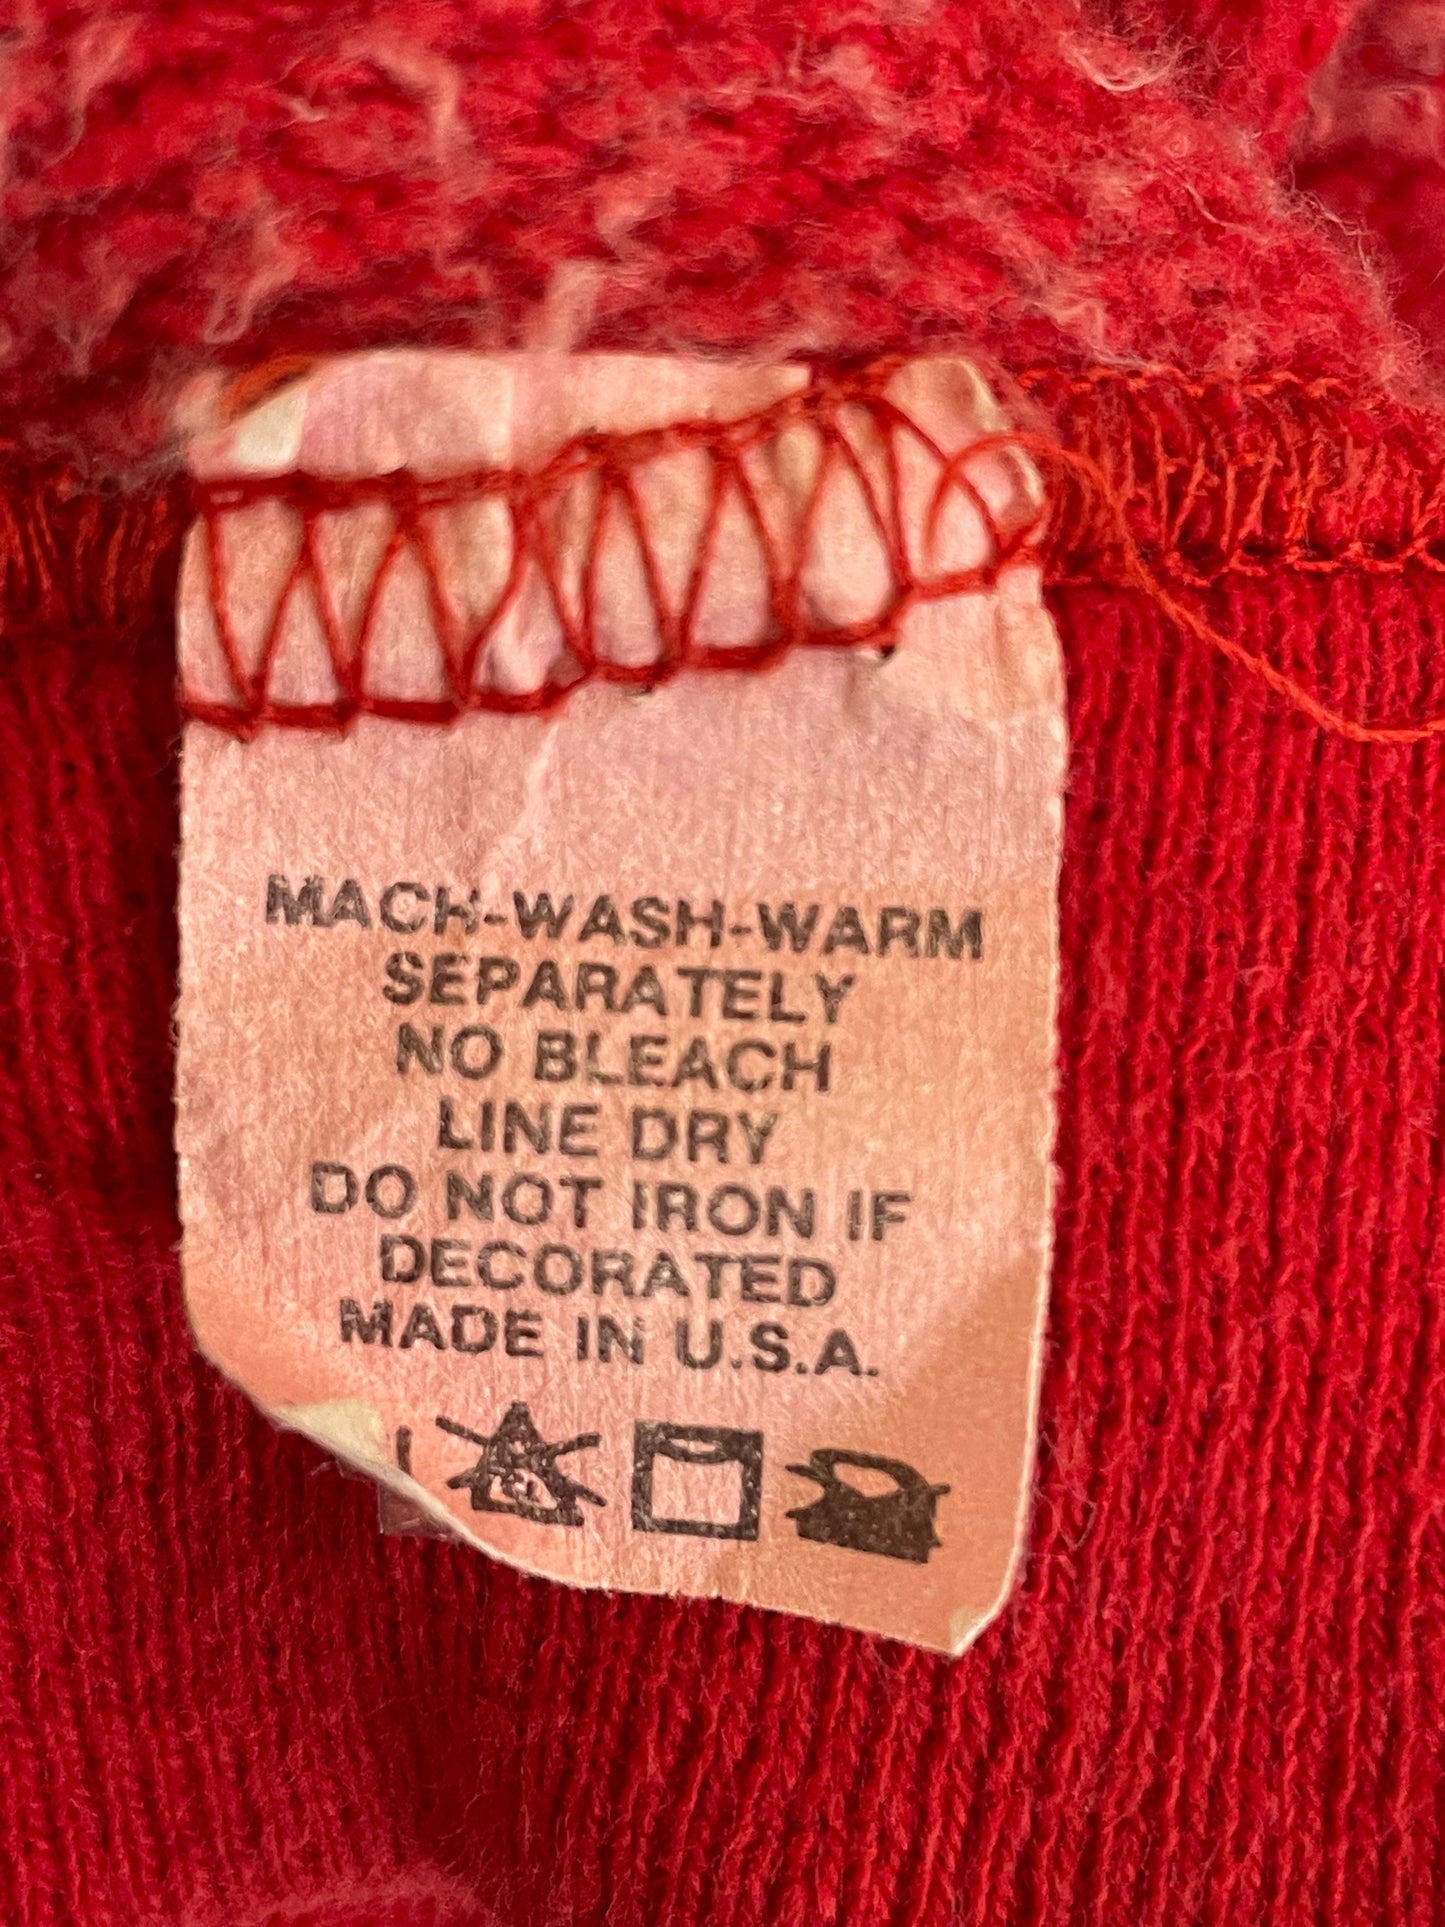 MACH-WASH-WARM
SEPARATELY
NO BLEACH
LINE DRY
DO NOT IRON IF
DECORATED
MADE IN U.S.A.